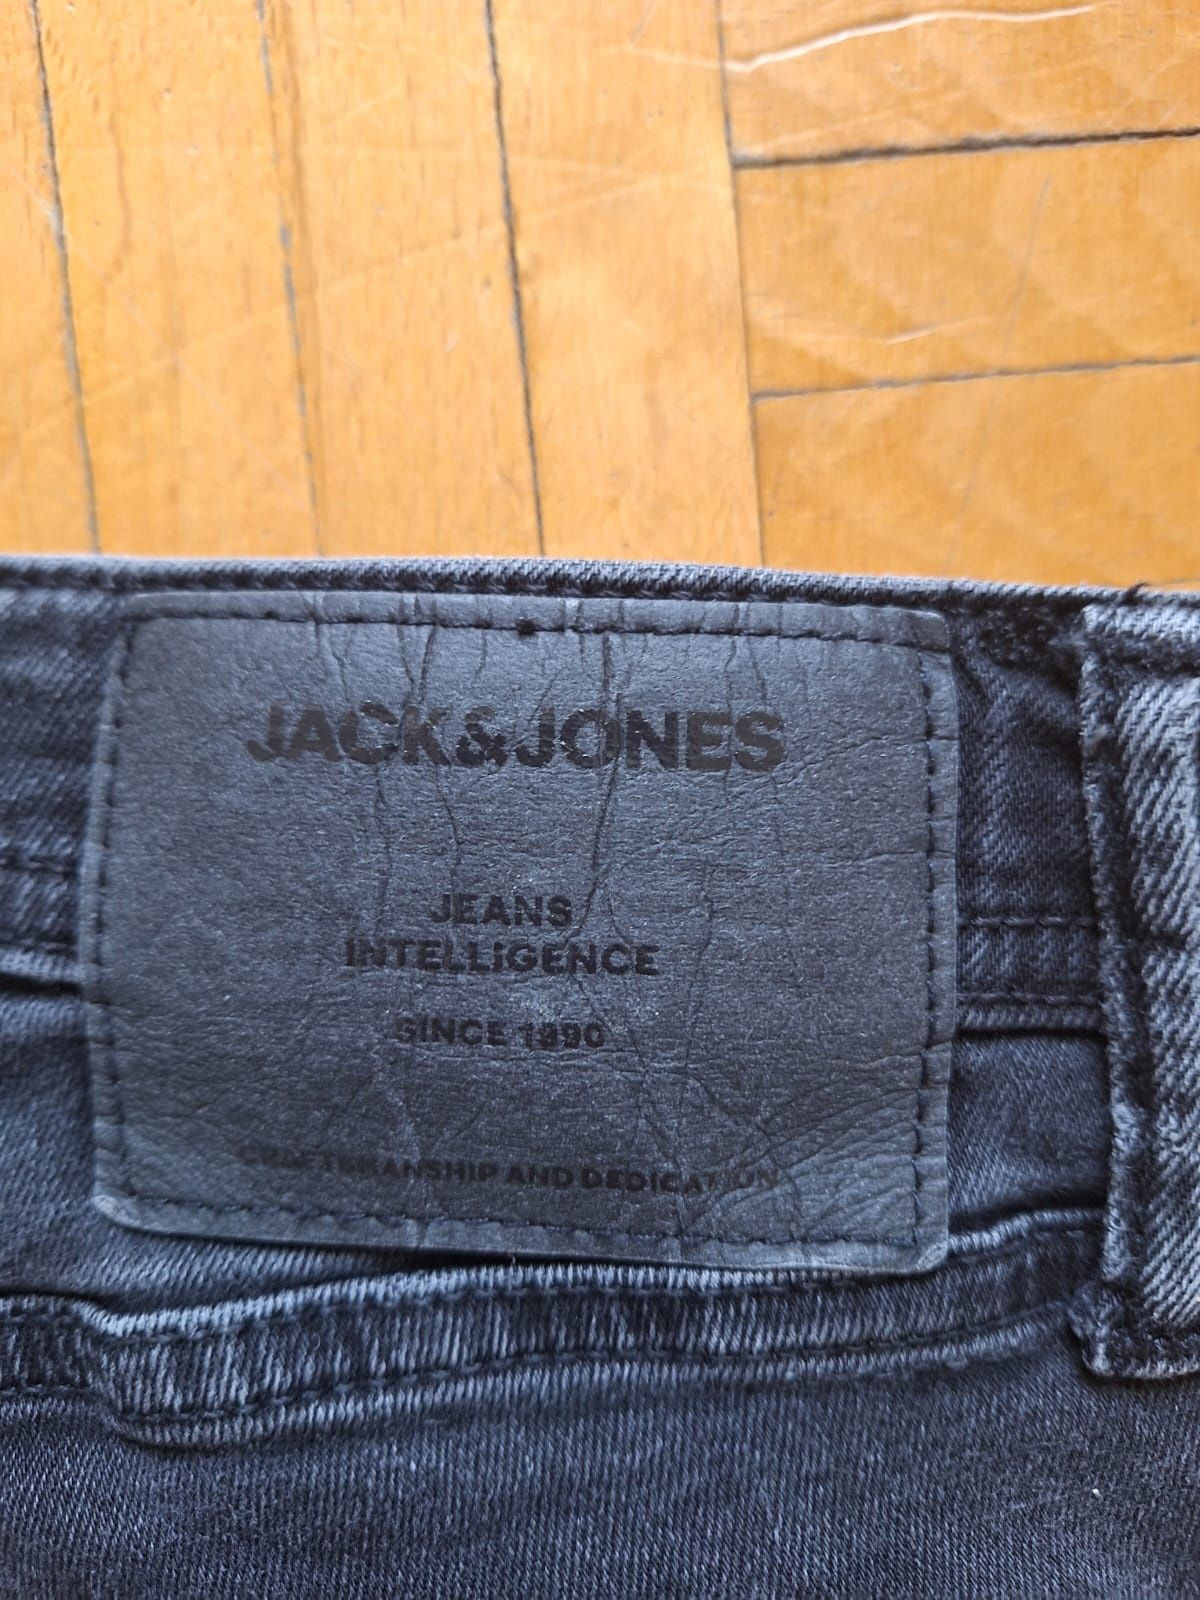 JACK&JONES
JEANS
INTELLiGENCE
SINCE 1990
CRAFTSMANSHIP AND DEDICATION